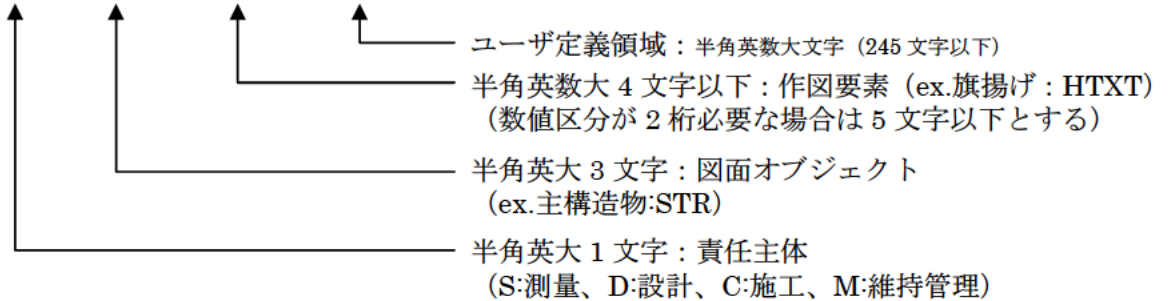 ユーザ定義領域：半角英数大文字（245 文字以下）
半角英数大 4 文字以下：作図要素（ex.旗揚げ：HTXT）
（数値区分が 2 桁必要な場合は 5 文字以下とする）
半角英大 3 文字：図面オブジェクト
（ex.主構造物:STR）
半角英大 1 文字：責任主体
（S:測量、D:設計、C:施工、M:維持管理）